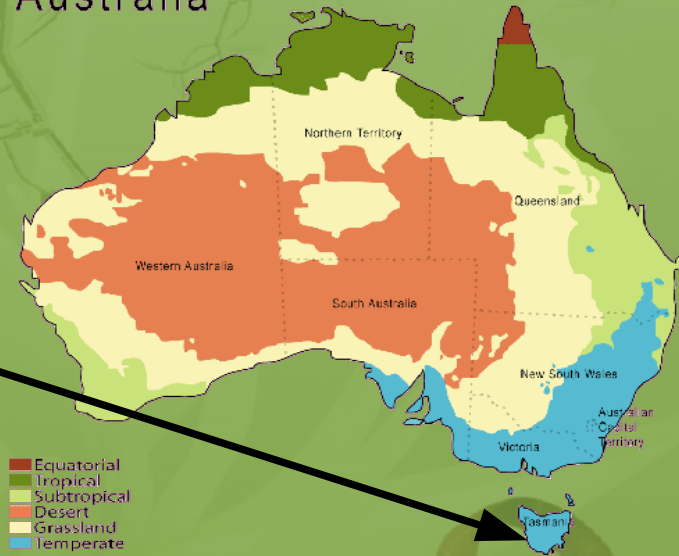 Australia
Northern Territory
Queensland
Western Australia
South Australia
New South Wales
Australian
Capital
Territory
Victoria
Equatorial
Tropical
Subtropical
Desert
Grassland
Temperate
Tasmania